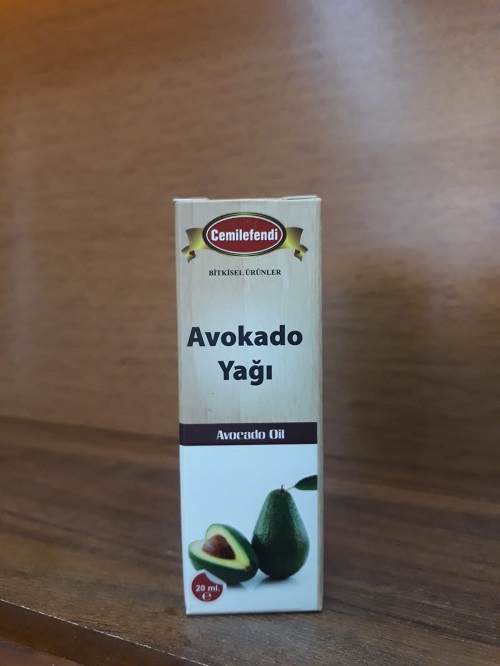 Cemilefendi
BİTKİSEL ÜRÜNLER
Avokado
Yağı
Avocado Oil
20 ml.
℮